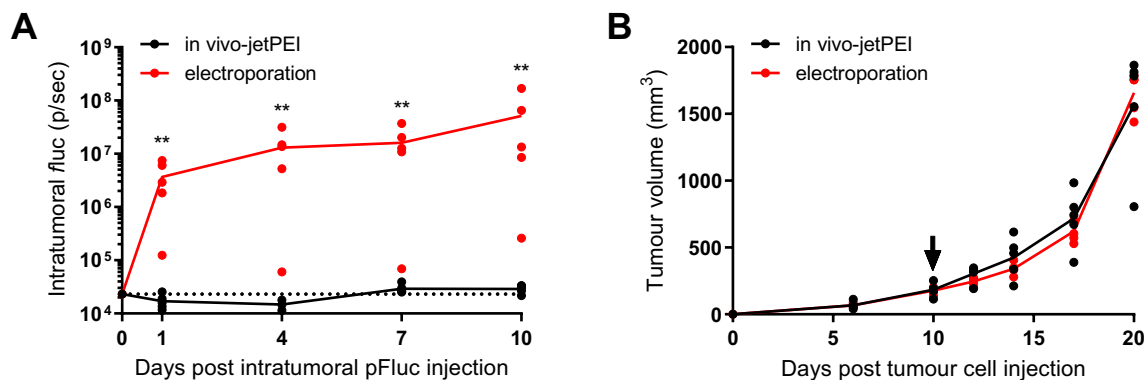 A
in vivo-jetPEI
electroporation
Intratumoral fluc (p/sec)
10⁹
10⁸
10⁷
10⁶
10⁵
10⁴
** ** ** **
0 1 4 7 10
Days post intratumoral pFluc injection
B
in vivo-jetPEI
electroporation
Tumour volume (mm³)
2000
1500
1000
500
0
0 5 10 15 20
Days post tumour cell injection